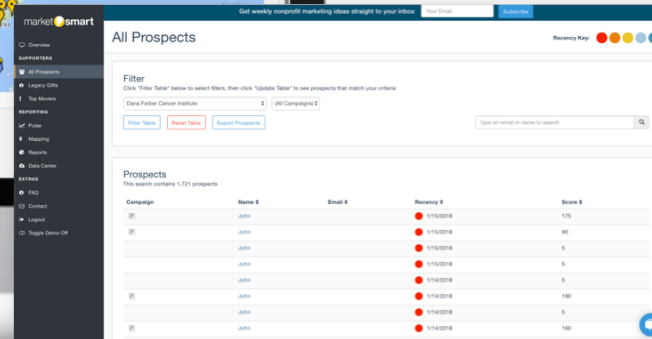 Get weekly nonprofit marketing ideas straight to your inbox
Your Email
Subscribe
market smart
Overview
SUPPORTERS
All Prospects
Legacy Gifts
Top Movers
REPORTING
Pulse
Mapping
Reports
Data Center
EXTRAS
FAQ
Contact
Logout
Toggle Demo Off
All Prospects
Recency Key:
Filter
Click "Filter Table" below to select filters, then click "Update Table" to see prospects that match your criteria
Dana Farber Cancer Institute
(All Campaigns)
Filter Table
Reset Table
Export Prospects
type an email or name to search
Prospects
This search contains 1,721 prospects
Campaign Name Email Recency Score
John 1/15/2018 175
John 1/15/2018 90
John 1/15/2018 5
John 1/15/2018 5
John 1/14/2018 5
John 1/14/2018 190
John 1/14/2018 5
John 1/14/2018 160